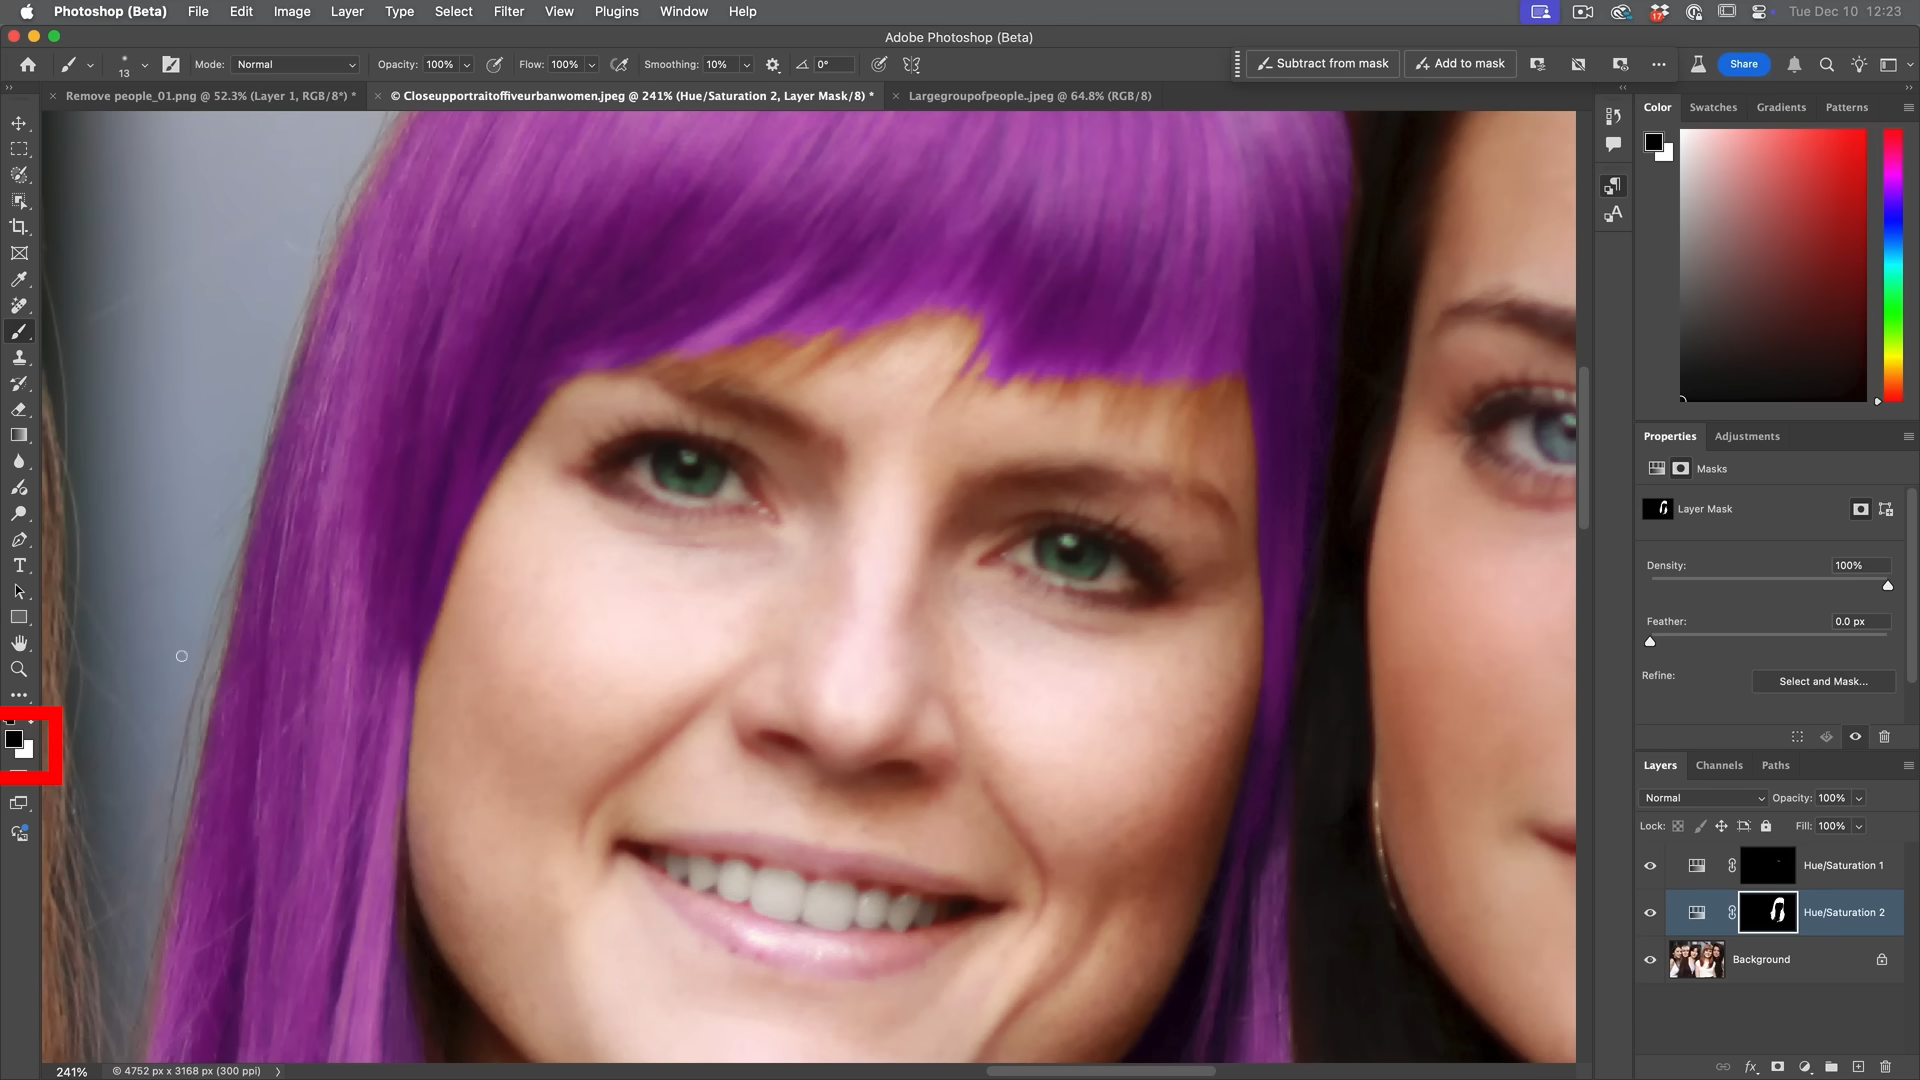 Photoshop (Beta) File Edit Image Layer Type Select Filter View Plugins Window Help
17
Tue Dec 10 12:23
Adobe Photoshop (Beta)
13
Mode: Normal
Opacity: 100%
Flow: 100%
Smoothing: 10%
0°
Subtract from mask
Add to mask
Share
Remove people_01.png @ 52.3% (Layer 1, RGB/8*) *
© Closeupportraitoffiveurbanwomen.jpeg @ 241% (Hue/Saturation 2, Layer Mask/8) *
Largegroupofpeople..jpeg @ 64.8% (RGB/8)
Color Swatches Gradients Patterns
Properties Adjustments
Masks
Layer Mask
Density: 100%
Feather: 0.0 px
Refine: Select and Mask...
Layers Channels Paths
Normal Opacity: 100%
Lock: Fill: 100%
Hue/Saturation 1
Hue/Saturation 2
Background
fx
241% © 4752 px x 3168 px (300 ppi)